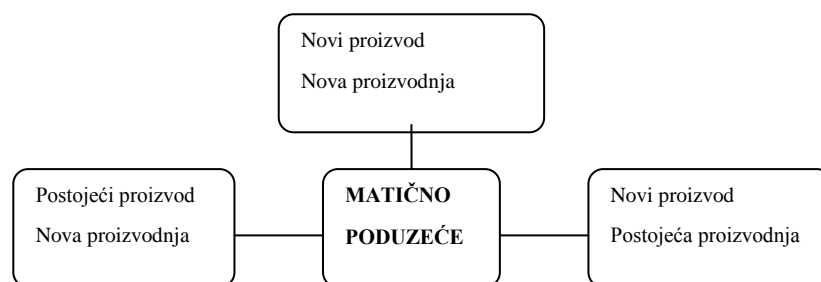 Novi proizvod
Nova proizvodnja
Postojeći proizvod
Nova proizvodnja
MATIČNO
PODUZEĆE
Novi proizvod
Postojeća proizvodnja